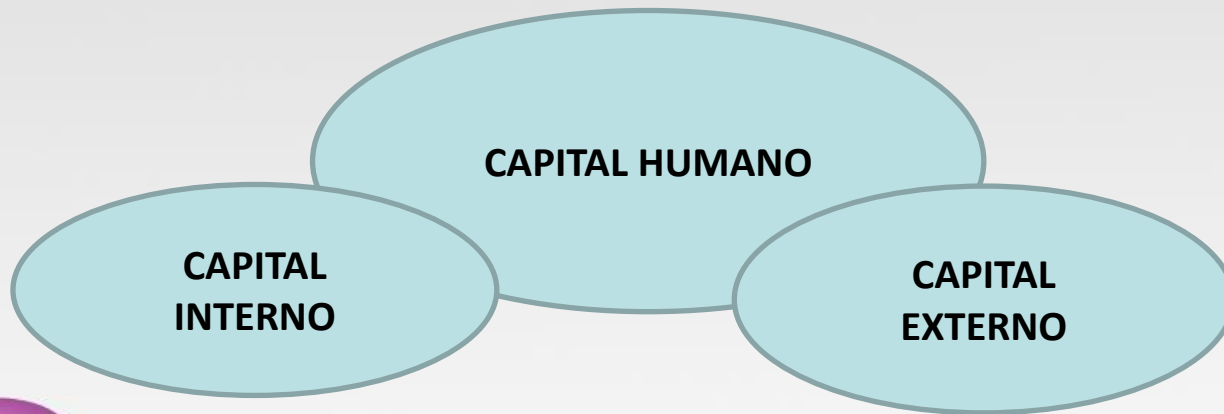 CAPITAL HUMANO
CAPITAL
INTERNO
CAPITAL
EXTERNO